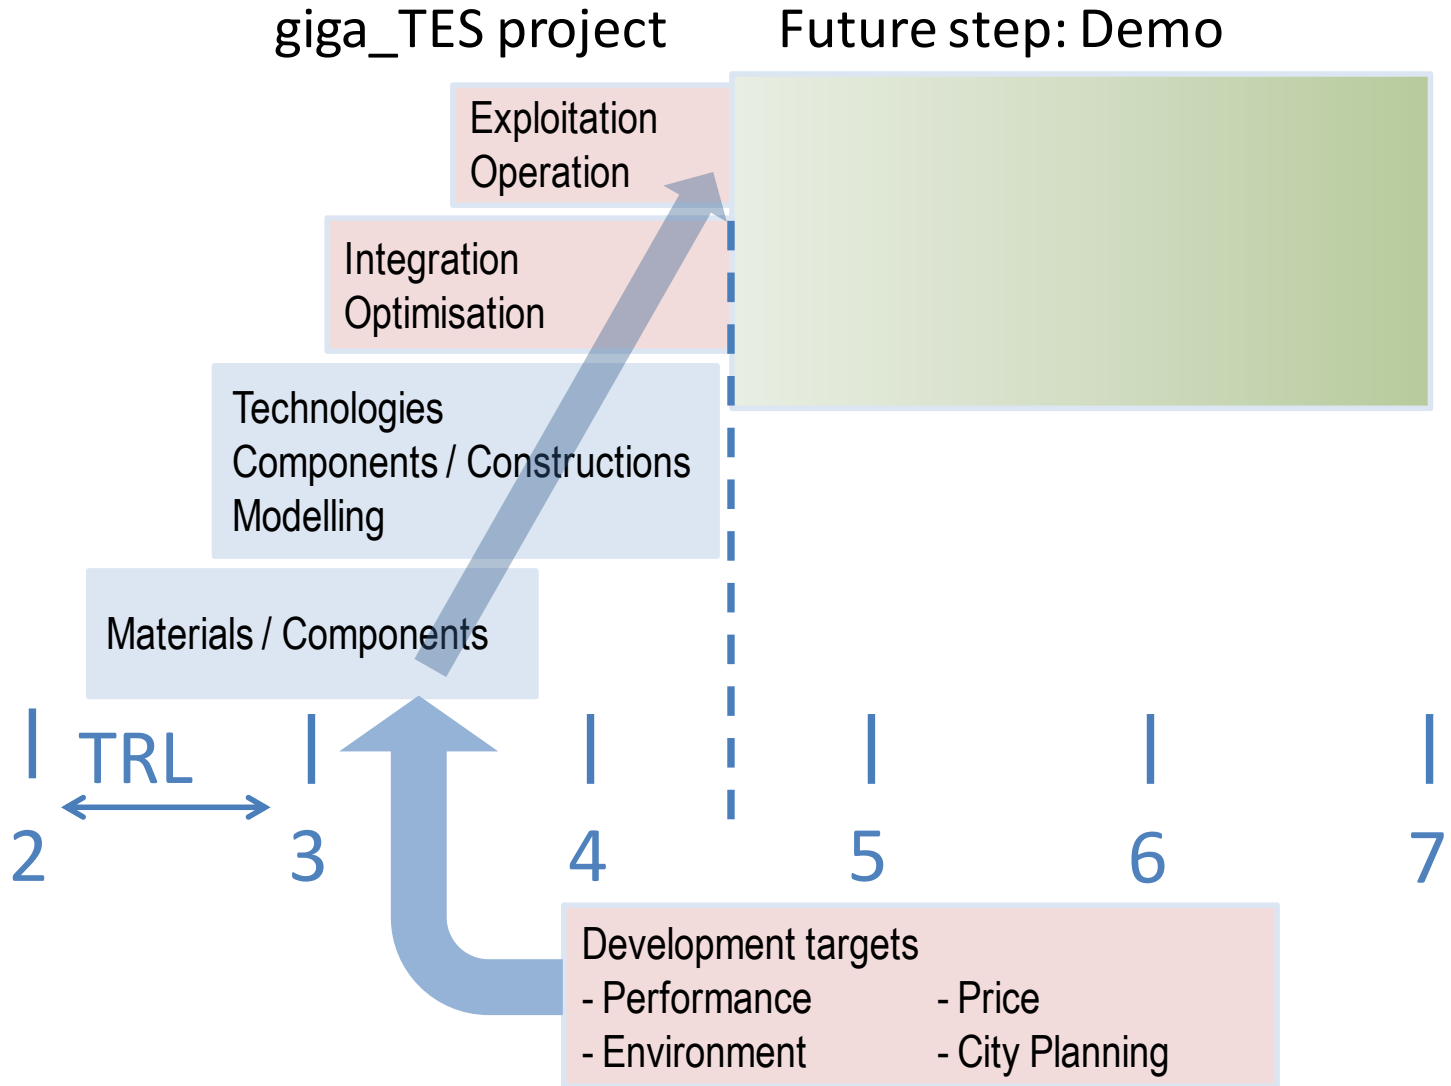 giga_TES project Future step: Demo
Exploitation
Operation
Integration
Optimisation
Technologies
Components / Constructions
Modelling
Materials / Components
TRL
2 3 4 5 6 7
Development targets
- Performance - Price
- Environment - City Planning